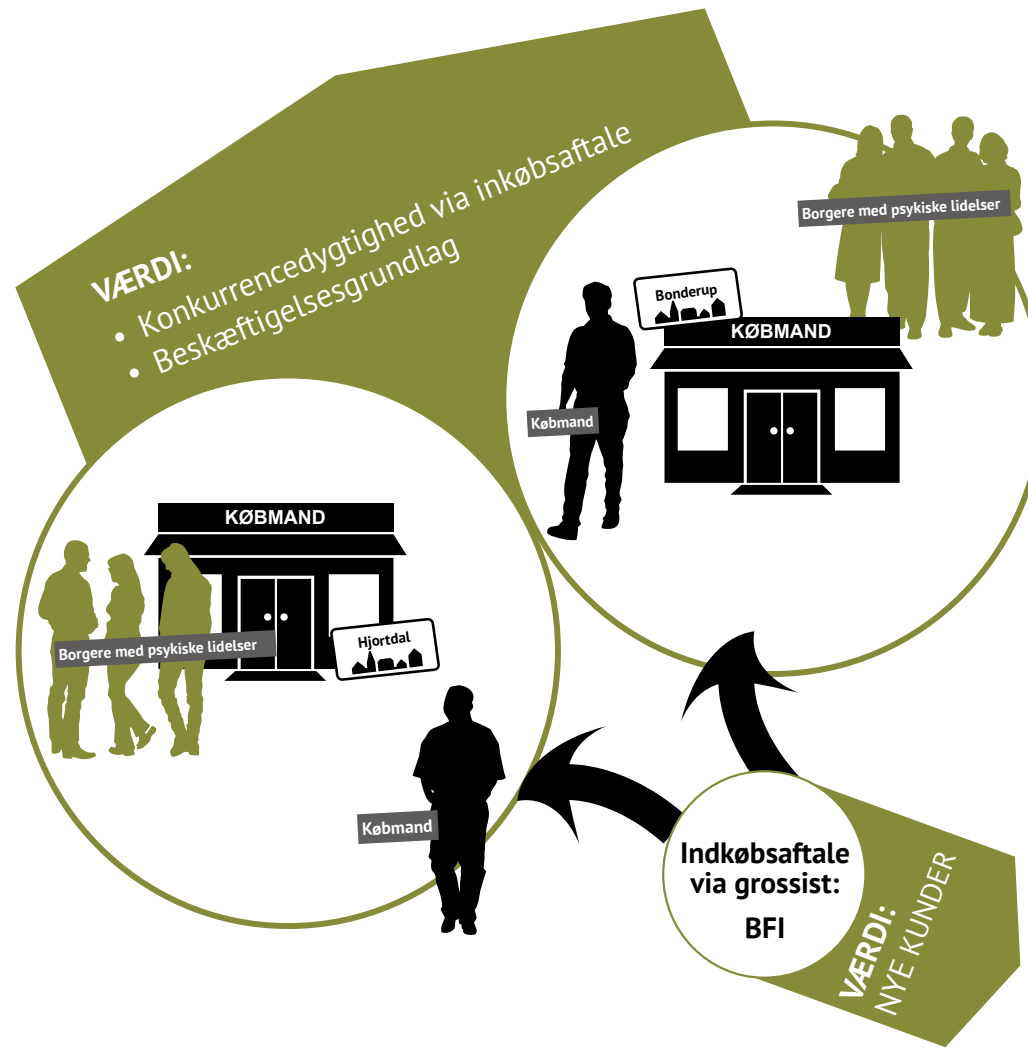 VÆRDI:
• Konkurrencedygtighed via inkøbsaftale
• Beskæftigelsesgrundlag
Borgere med psykiske lidelser
Bonderup
KØBMAND
Købmand
KØBMAND
Borgere med psykiske lidelser
Hjortdal
Købmand
Indkøbsaftale
via grossist:
BFI
VÆRDI:
NYE KUNDER